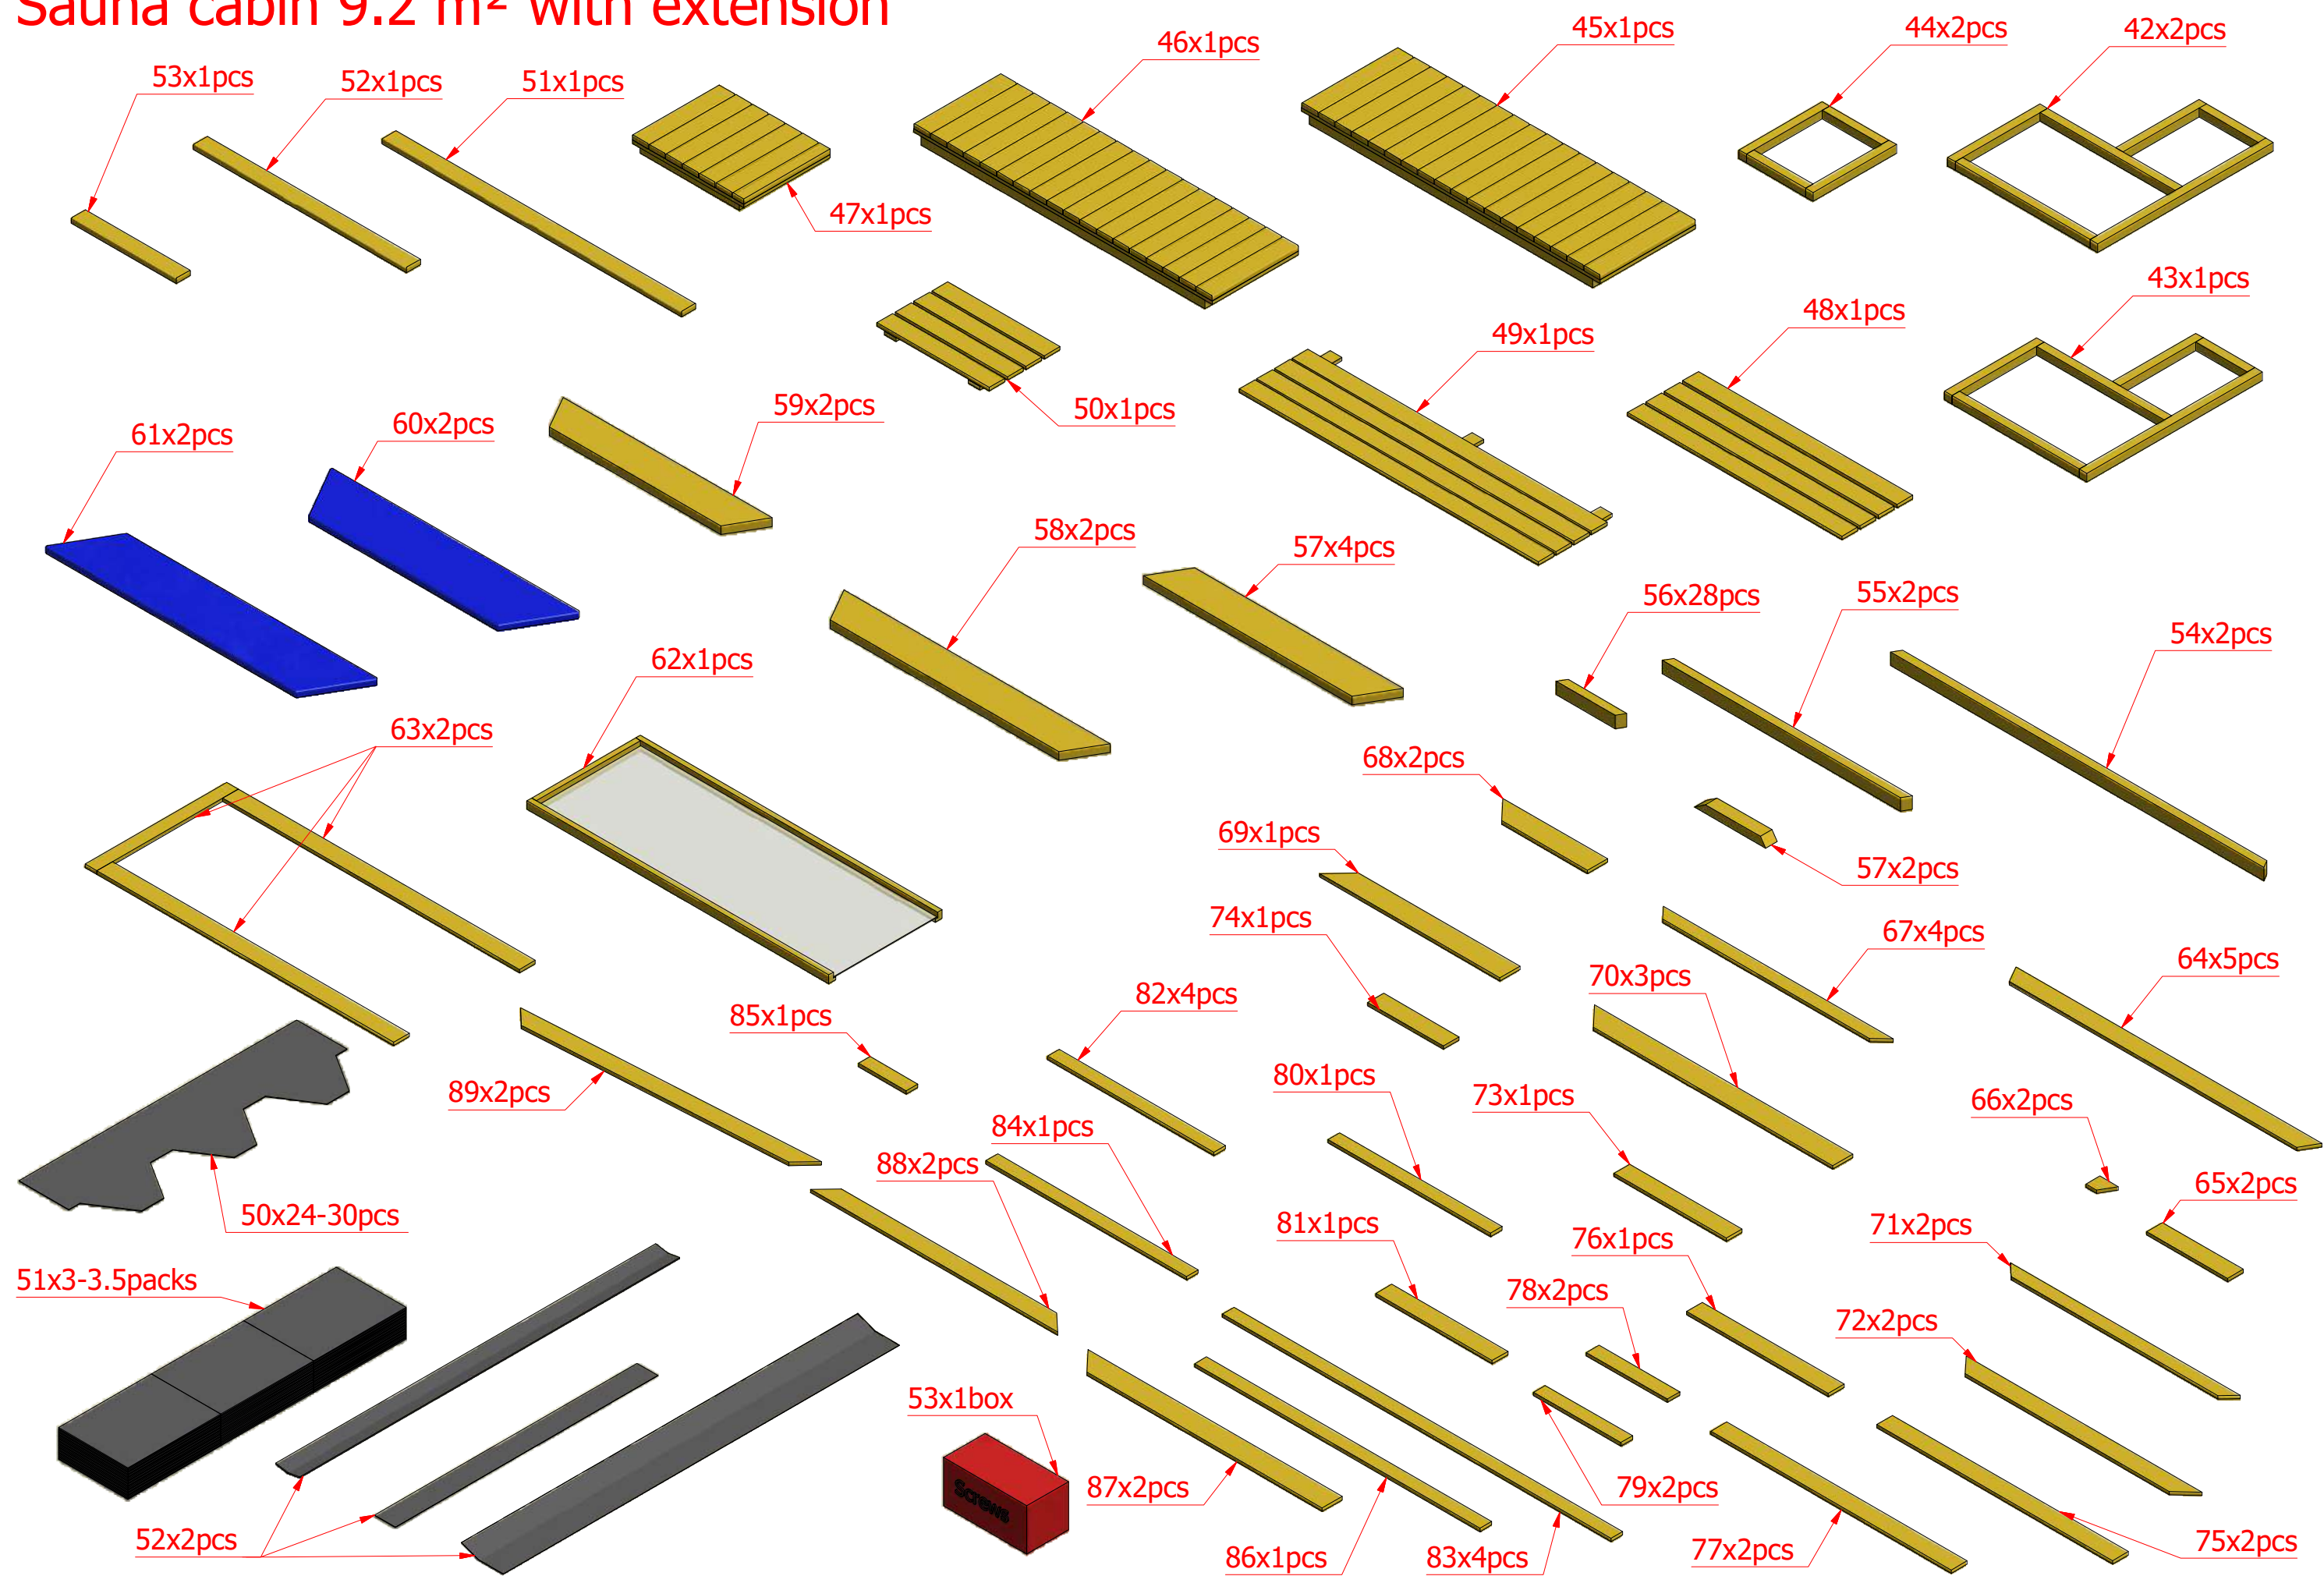 Sauna cabin 9.2 m² with extension
53x1pcs
52x1pcs
51x1pcs
46x1pcs
45x1pcs
44x2pcs
42x2pcs
47x1pcs
43x1pcs
48x1pcs
49x1pcs
50x1pcs
59x2pcs
60x2pcs
61x2pcs
58x2pcs
57x4pcs
56x28pcs
55x2pcs
54x2pcs
62x1pcs
63x2pcs
68x2pcs
69x1pcs
57x2pcs
74x1pcs
67x4pcs
64x5pcs
70x3pcs
82x4pcs
85x1pcs
89x2pcs
80x1pcs
73x1pcs
66x2pcs
84x1pcs
88x2pcs
65x2pcs
50x24-30pcs
81x1pcs
76x1pcs
71x2pcs
51x3-3.5packs
78x2pcs
72x2pcs
53x1box
Screws
87x2pcs
79x2pcs
52x2pcs
86x1pcs
83x4pcs
77x2pcs
75x2pcs